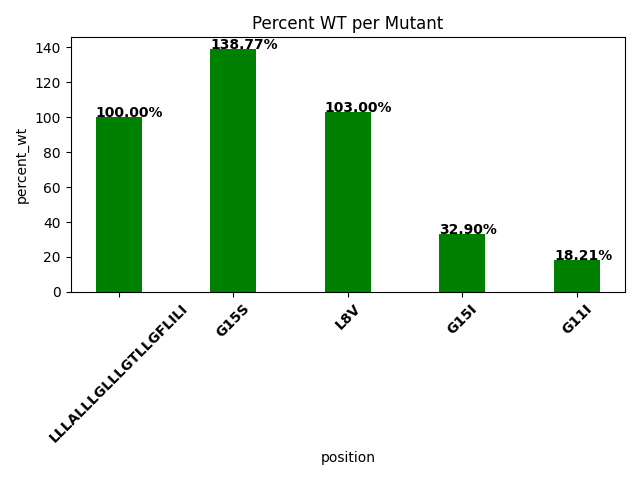 Percent WT per Mutant
percent_wt
140
120
100
80
60
40
20
0
100.00%
138.77%
103.00%
32.90%
18.21%
LLLALLLGLLLGTLLGFLILI
G15S
L8V
G15I
G11I
position